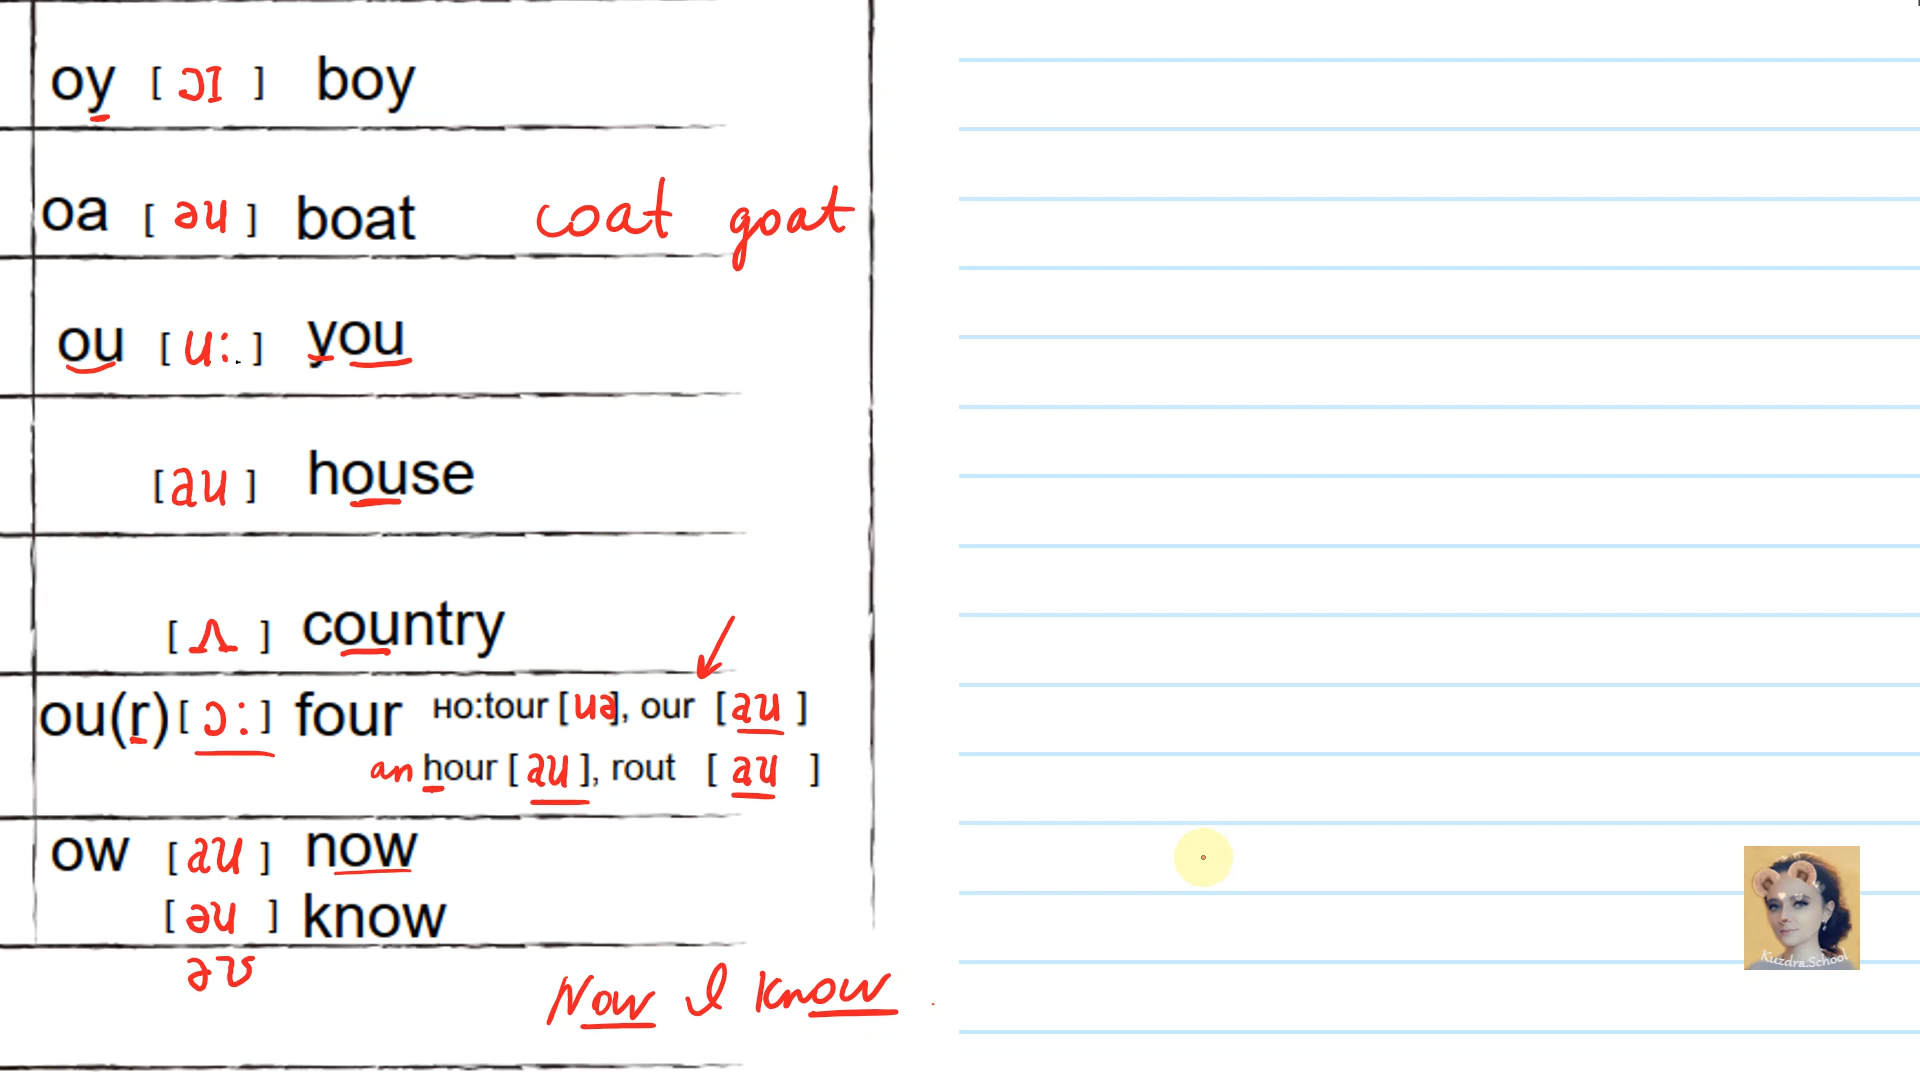 oy [ɔɪ] boy
oa [əu] boat coat goat
ou [u:] you
[au] house
[ʌ] country
ou(r) [ɔ:] four но:tour [uə], our [au]
an hour [au], rout [au]
ow [au] now
[əu] know
əʊ
Now I know.
Kuzdra.School